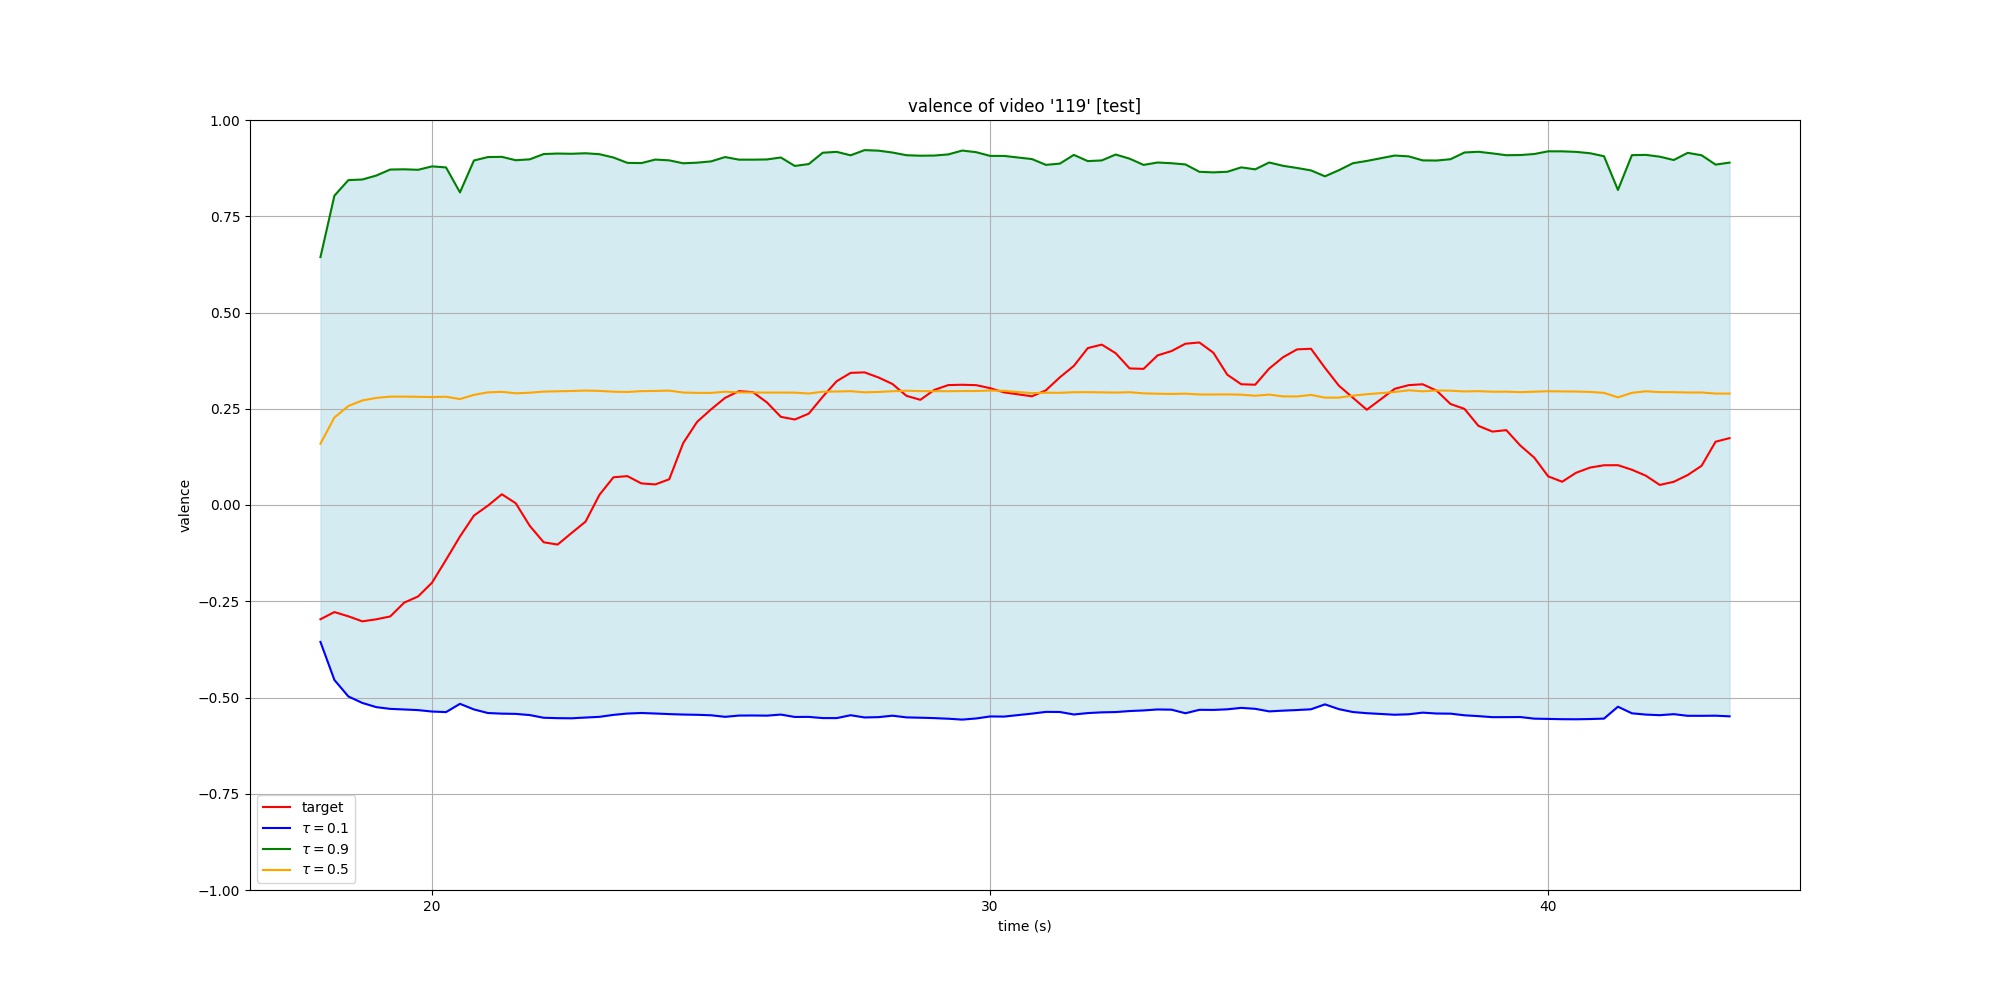 valence of video '119' [test]
1.00
0.75
0.50
0.25
0.00
−0.25
−0.50
−0.75
−1.00
valence
target
τ = 0.1
τ = 0.9
τ = 0.5
20
30
40
time (s)